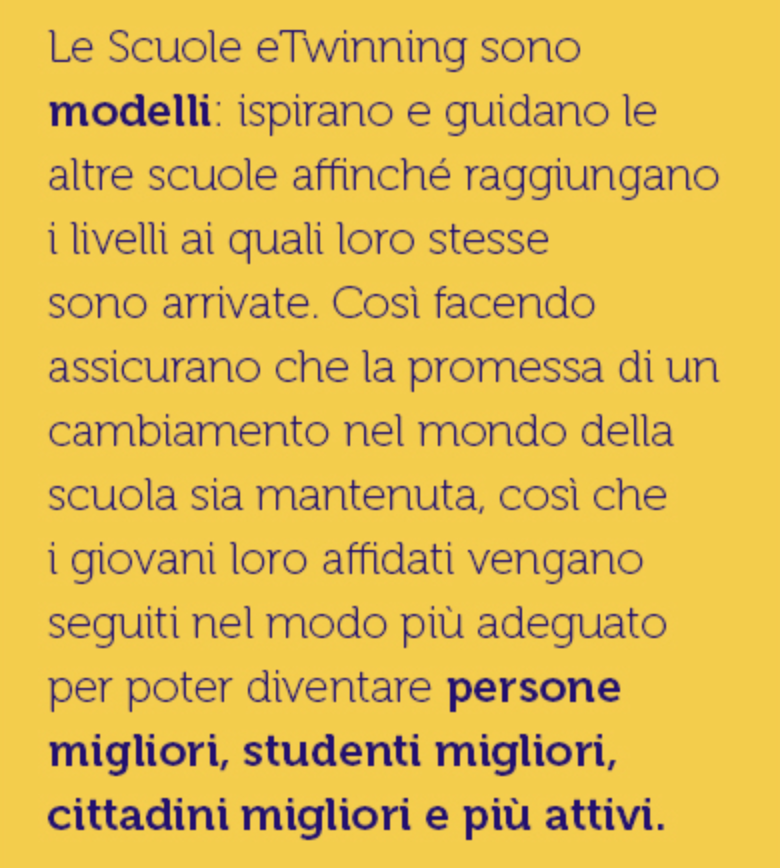 Le Scuole eTwinning sono
modelli: ispirano e guidano le
altre scuole affinché raggiungano
i livelli ai quali loro stesse
sono arrivate. Così facendo
assicurano che la promessa di un
cambiamento nel mondo della
scuola sia mantenuta, così che
i giovani loro affidati vengano
seguiti nel modo più adeguato
per poter diventare persone
migliori, studenti migliori,
cittadini migliori e più attivi.